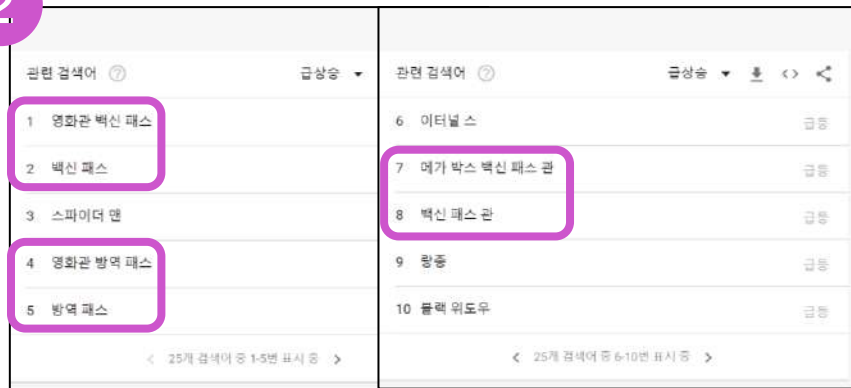 2
관련 검색어 ?
급상승
1 영화관 백신 패스
2 백신 패스
3 스파이더 맨
4 영화관 방역 패스
5 방역 패스
< 25개 검색어 중 1-5번 표시 중 >
관련 검색어 ?
급상승 <>
6 이터널 스 급등
7 메가 박스 백신 패스 관 급등
8 백신 패스 관 급등
9 랑종 급등
10 블랙 위도우 급등
< 25개 검색어 중 6-10번 표시 중 >